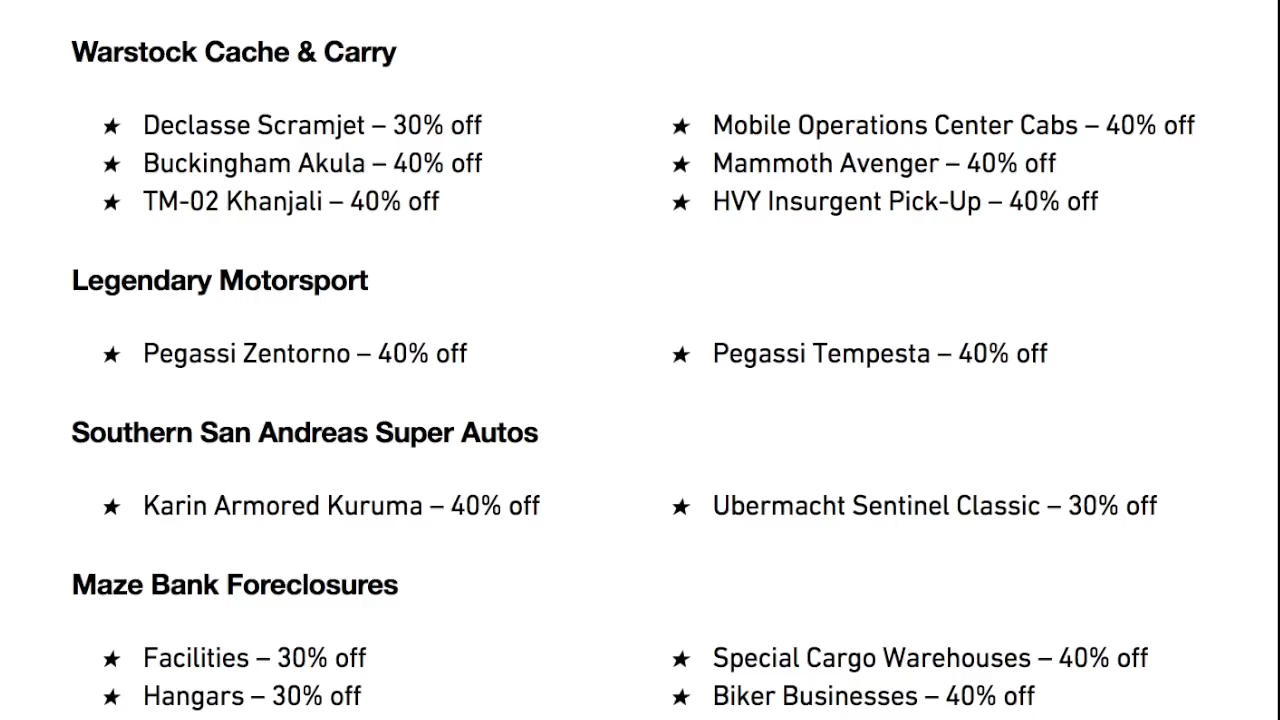 Warstock Cache & Carry
★ Declasse Scramjet – 30% off
★ Buckingham Akula – 40% off
★ TM-02 Khanjali – 40% off
★ Mobile Operations Center Cabs – 40% off
★ Mammoth Avenger – 40% off
★ HVY Insurgent Pick-Up – 40% off
Legendary Motorsport
★ Pegassi Zentorno – 40% off
★ Pegassi Tempesta – 40% off
Southern San Andreas Super Autos
★ Karin Armored Kuruma – 40% off
★ Ubermacht Sentinel Classic – 30% off
Maze Bank Foreclosures
★ Facilities – 30% off
★ Hangars – 30% off
★ Special Cargo Warehouses – 40% off
★ Biker Businesses – 40% off